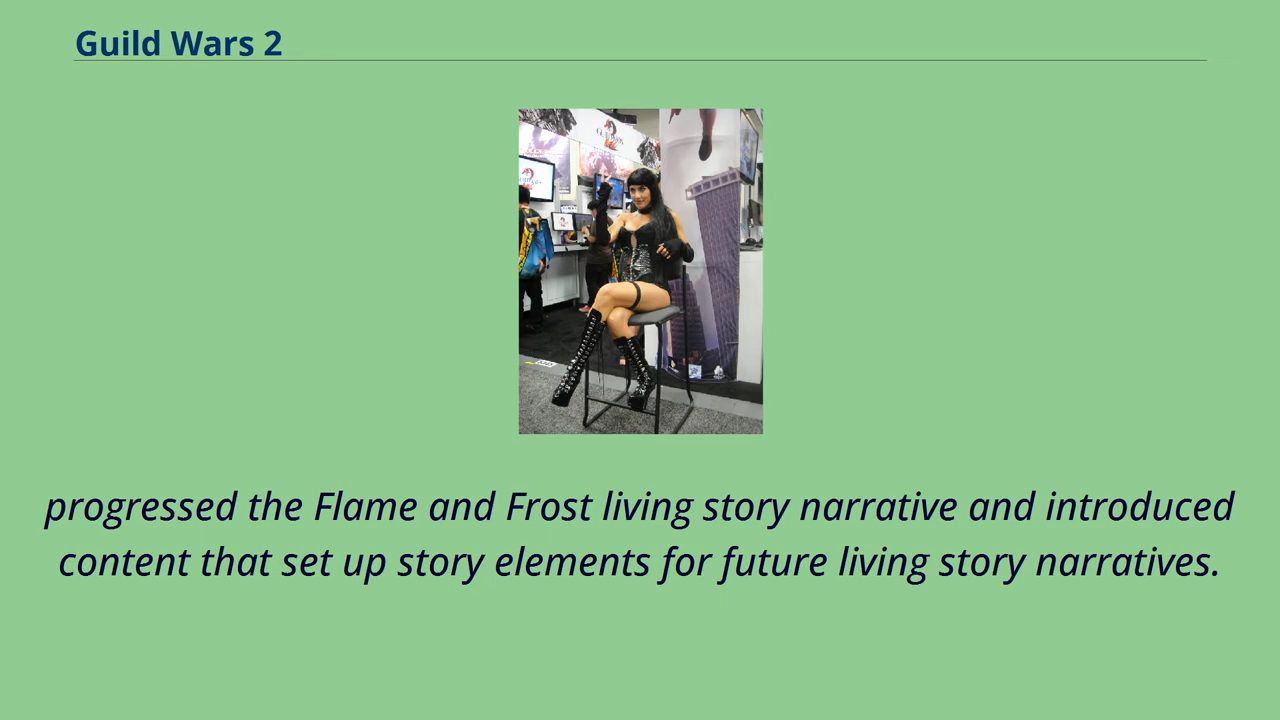 Guild Wars 2
progressed the Flame and Frost living story narrative and introduced
content that set up story elements for future living story narratives.